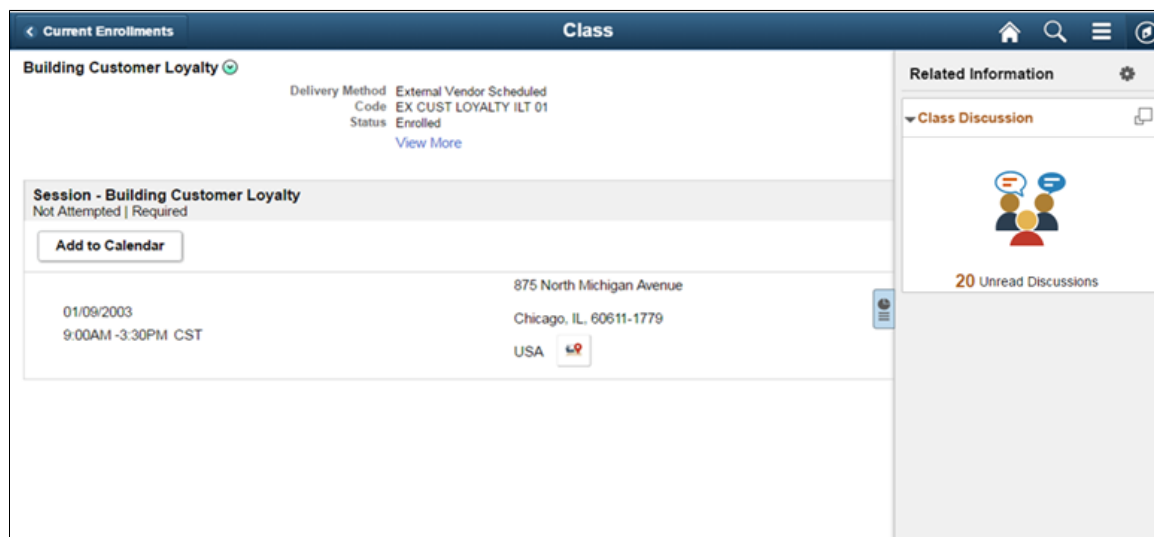 Current Enrollments
Class
Building Customer Loyalty
Delivery Method External Vendor Scheduled
Code EX CUST LOYALTY ILT 01
Status Enrolled
View More
Session - Building Customer Loyalty
Not Attempted | Required
Add to Calendar
01/09/2003
9:00AM -3:30PM CST
875 North Michigan Avenue
Chicago, IL, 60611-1779
USA
Related Information
Class Discussion
20 Unread Discussions